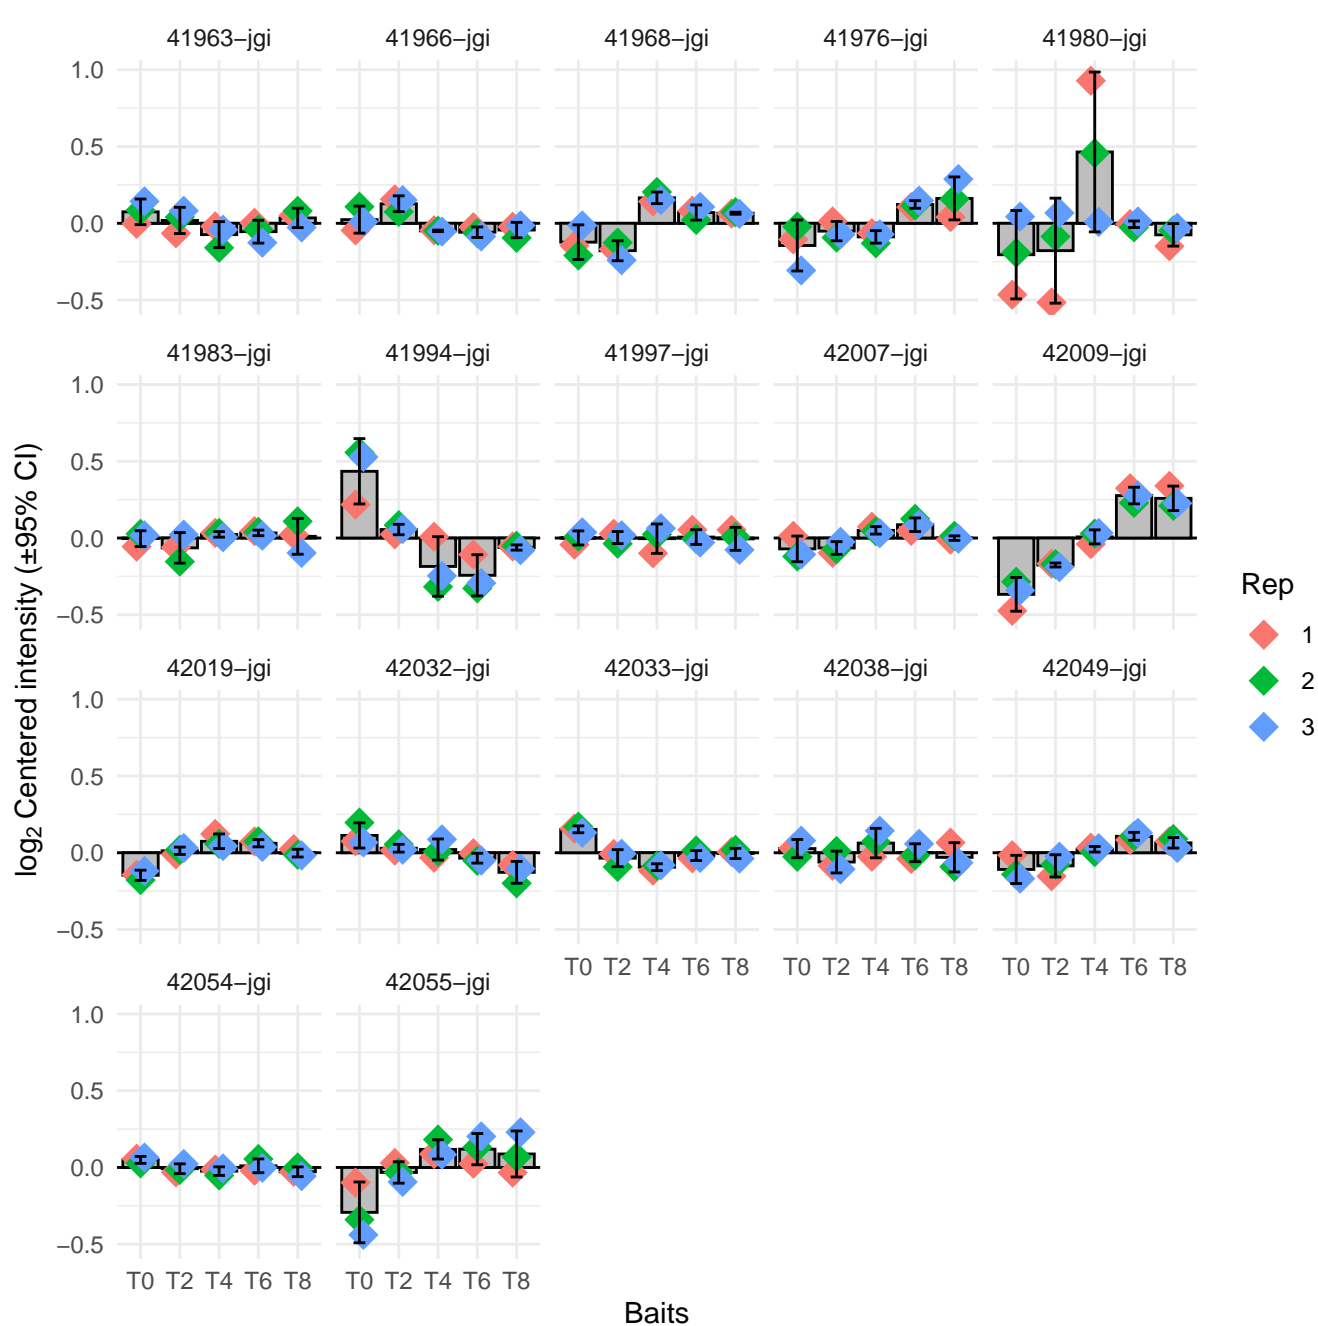 41963−jgi 41966−jgi 41968−jgi 41976−jgi 41980−jgi
1.0
0.5
0.0
−0.5
41983−jgi 41994−jgi 41997−jgi 42007−jgi 42009−jgi
1.0
0.5
0.0
−0.5
42019−jgi 42032−jgi 42033−jgi 42038−jgi 42049−jgi
1.0
0.5
0.0
−0.5
T0 T2 T4 T6 T8 T0 T2 T4 T6 T8 T0 T2 T4 T6 T8
42054−jgi 42055−jgi
1.0
0.5
0.0
−0.5
T0 T2 T4 T6 T8 T0 T2 T4 T6 T8
Baits
log2 Centered intensity (±95% CI)
Rep
1
2
3